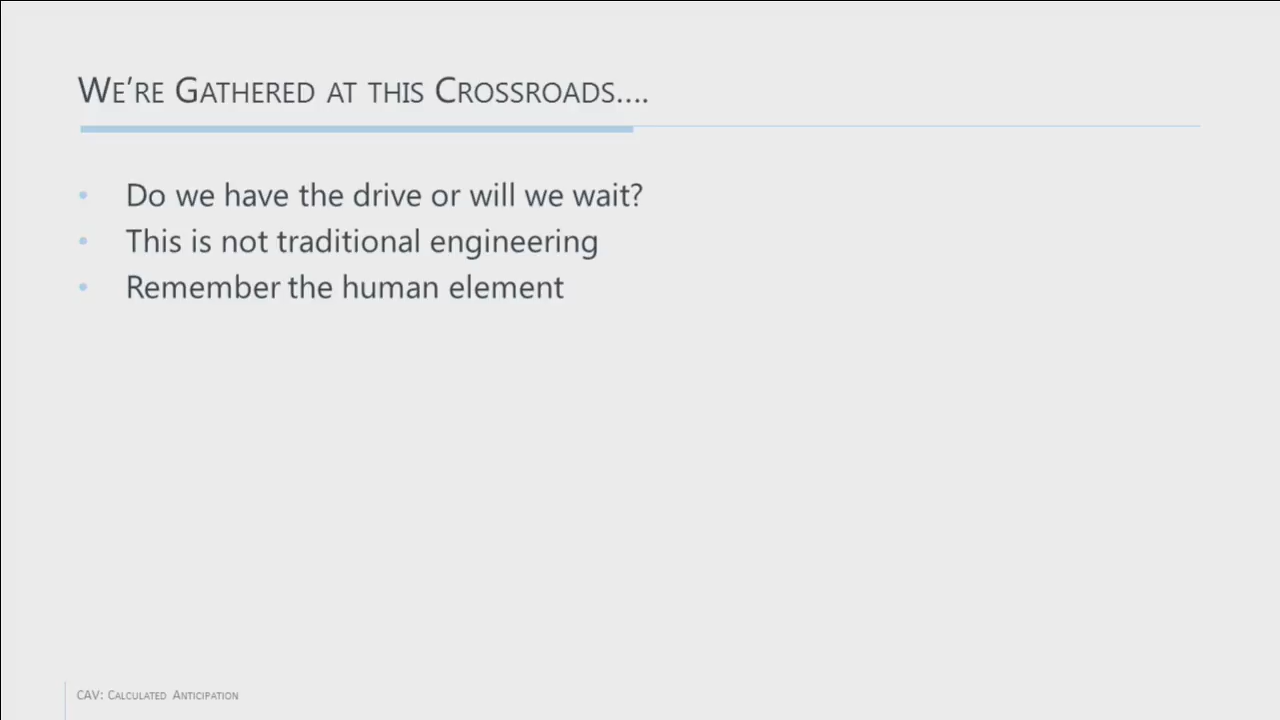 We’re Gathered at this Crossroads....
• Do we have the drive or will we wait?
• This is not traditional engineering
• Remember the human element
CAV: Calculated Anticipation